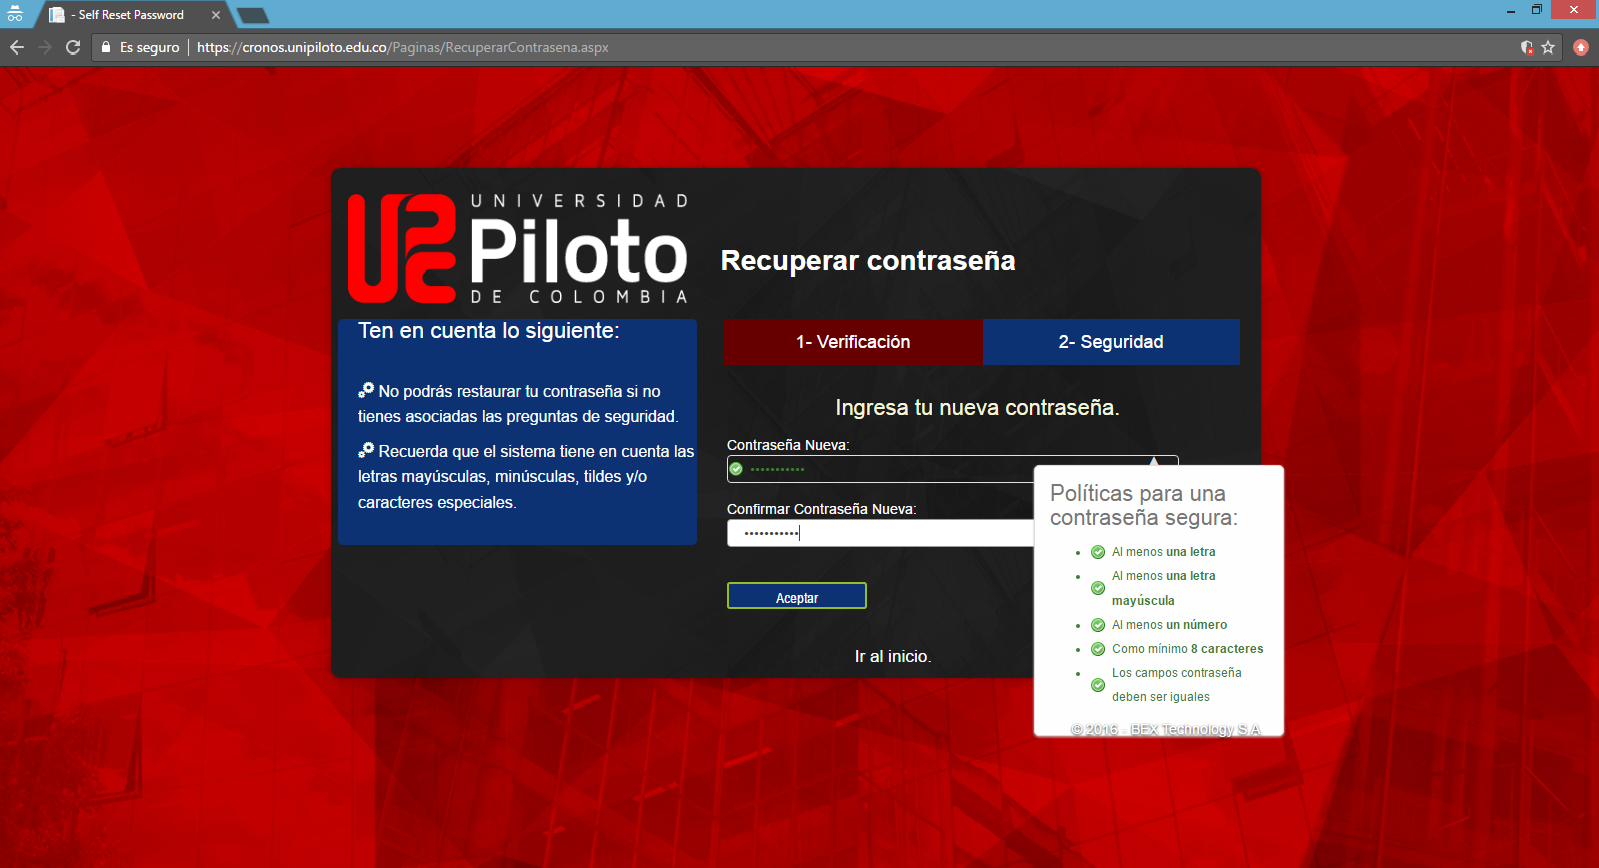 - Self Reset Password
Es seguro
https://cronos.unipiloto.edu.co/Paginas/RecuperarContrasena.aspx
UNIVERSIDAD
Piloto
DE COLOMBIA
Recuperar contraseña
Ten en cuenta lo siguiente:
No podrás restaurar tu contraseña si no
tienes asociadas las preguntas de seguridad.
Recuerda que el sistema tiene en cuenta las
letras mayúsculas, minúsculas, tildes y/o
caracteres especiales.
1- Verificación
2- Seguridad
Ingresa tu nueva contraseña.
Contraseña Nueva:
Confirmar Contraseña Nueva:
Aceptar
Ir al inicio.
Políticas para una
contraseña segura:
Al menos una letra
Al menos una letra
mayúscula
Al menos un número
Como mínimo 8 caracteres
Los campos contraseña
deben ser iguales
© 2016 - BEX Technology S.A.